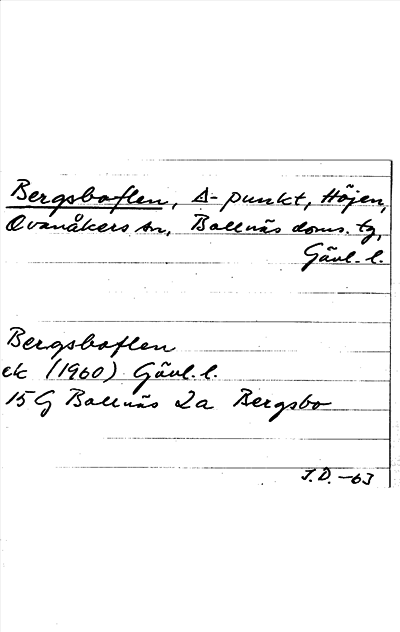 Bergsboflen, ∆-punkt, Höjen,
Ovanåkers sn, Bollnäs doms. tg,
Gävl. l.
Bergsboflen
ek (1960) Gävl. l.
15 G Bollnäs 2a Bergsbo
J.D. -63